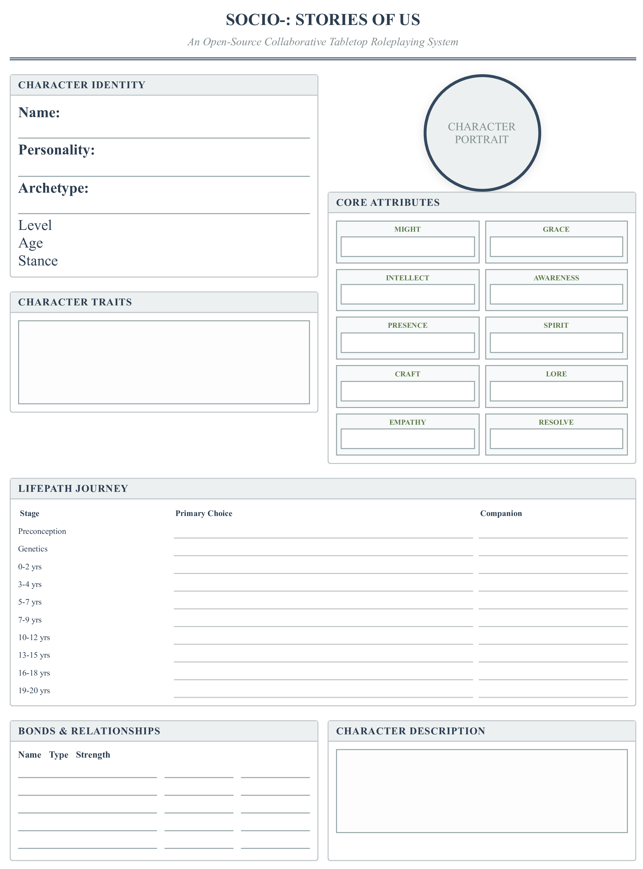 SOCIO-: STORIES OF US
An Open-Source Collaborative Tabletop Roleplaying System
CHARACTER IDENTITY
Name:
Personality:
Archetype:
Level
Age
Stance
CHARACTER TRAITS
CHARACTER
PORTRAIT
CORE ATTRIBUTES
MIGHT
GRACE
INTELLECT
AWARENESS
PRESENCE
SPIRIT
CRAFT
LORE
EMPATHY
RESOLVE
LIFEPATH JOURNEY
Stage Primary Choice Companion
Preconception
Genetics
0-2 yrs
3-4 yrs
5-7 yrs
7-9 yrs
10-12 yrs
13-15 yrs
16-18 yrs
19-20 yrs
BONDS & RELATIONSHIPS
Name Type Strength
CHARACTER DESCRIPTION